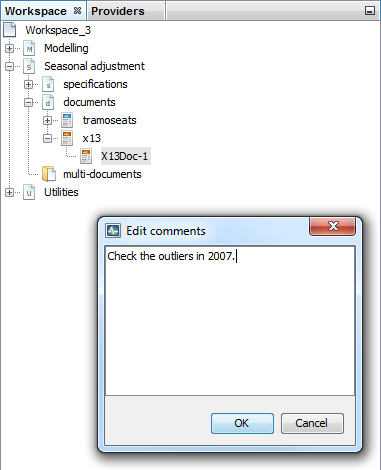 Workspace Providers
Workspace_3
M Modelling
S Seasonal adjustment
s specifications
d documents
tramoseats
x13
X13Doc-1
multi-documents
u Utilities
Edit comments
Check the outliers in 2007.
OK Cancel